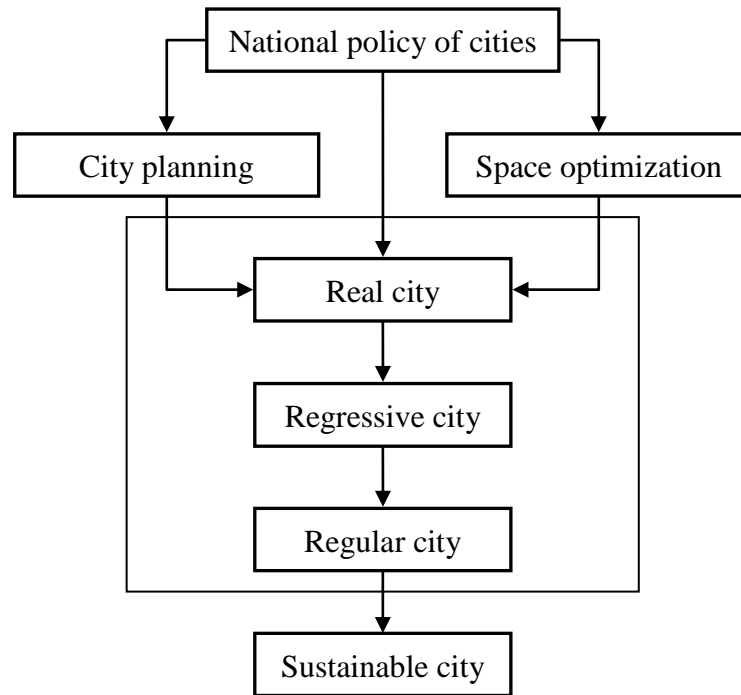 National policy of cities
City planning
Space optimization
Real city
Regressive city
Regular city
Sustainable city